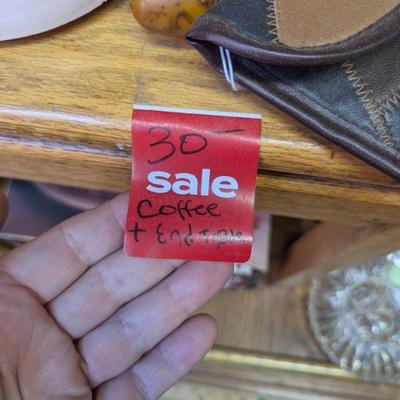 30-
sale
Coffee
+ End Table